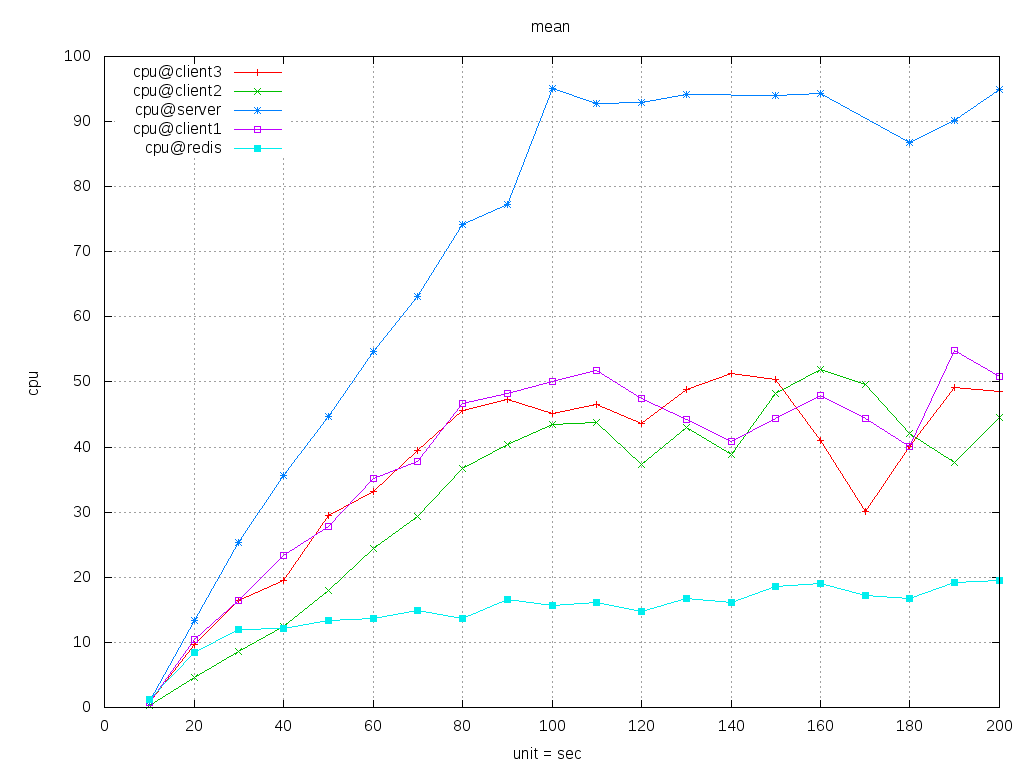 mean
100
90
80
70
60
50
40
30
20
10
0
cpu
cpu@client3
cpu@client2
cpu@server
cpu@client1
cpu@redis
0 20 40 60 80 100 120 140 160 180 200
unit = sec